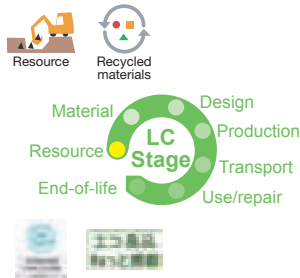 Resource
Recycled
materials
Material
Design
LC
Stage
Production
Resource
Transport
End-of-life
Use/repair